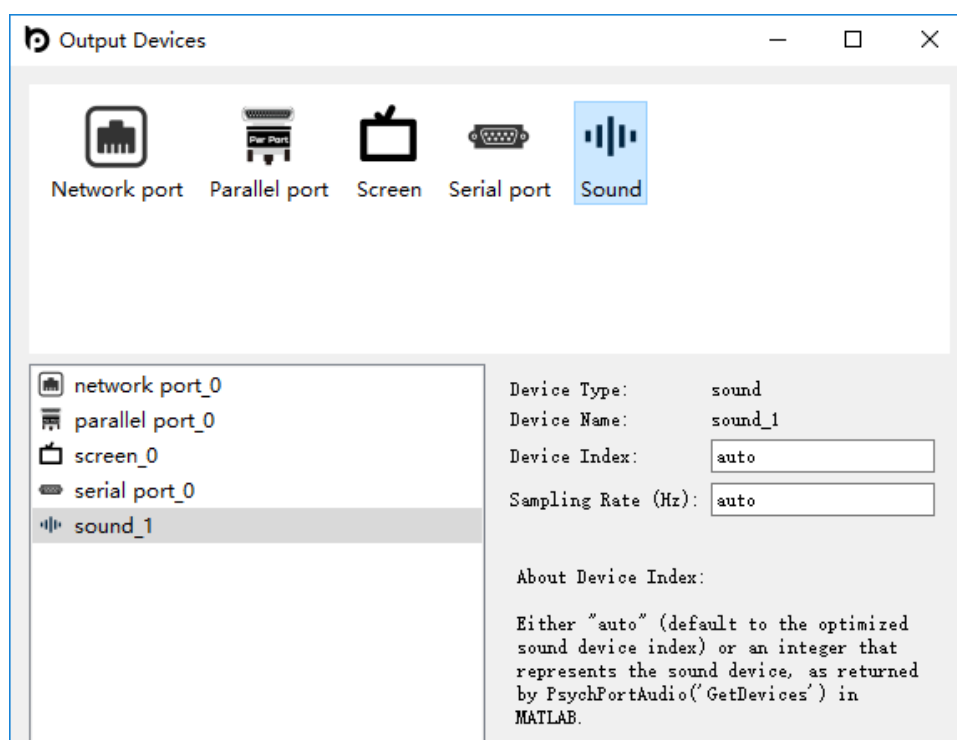 Output Devices
Par Port
Network port Parallel port Screen Serial port Sound
network port_0
parallel port_0
screen_0
serial port_0
sound_1
Device Type: sound
Device Name: sound_1
Device Index: auto
Sampling Rate (Hz): auto
About Device Index:
Either "auto" (default to the optimized
sound device index) or an integer that
represents the sound device, as returned
by PsychPortAudio('GetDevices') in
MATLAB.